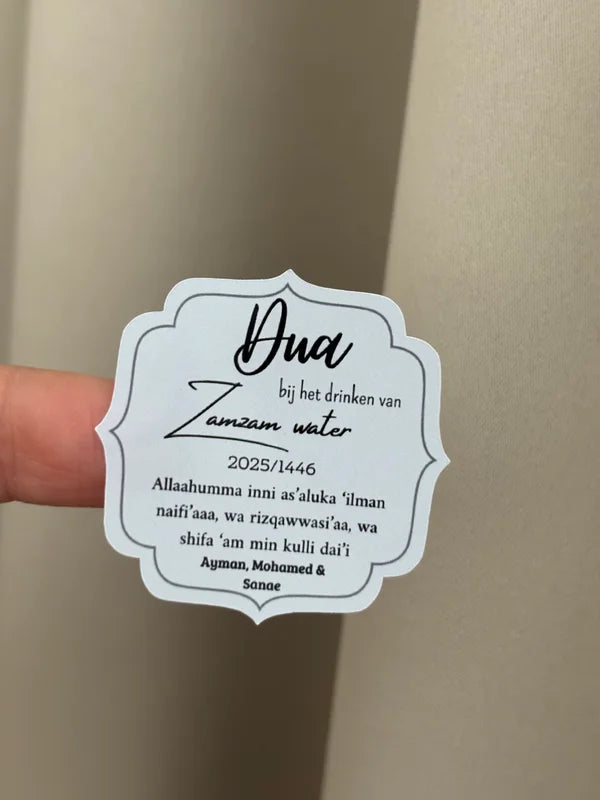 Dua
bij het drinken van
Zamzam water
2025/1446
Allaahumma inni as'aluka ‘ilman
naifi'aaa, wa rizqawwasi'aa, wa
shifa ‘am min kulli dai'i
Ayman, Mohamed &
Sanae